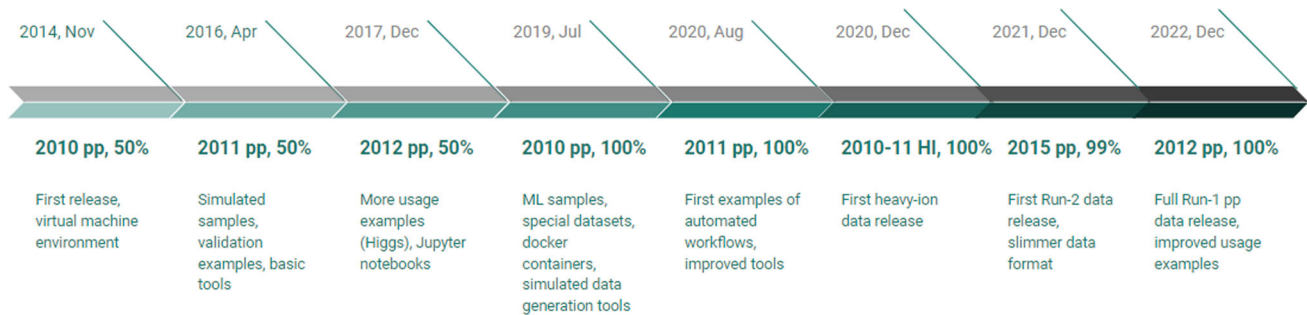 2014, Nov
2016, Apr
2017, Dec
2019, Jul
2020, Aug
2020, Dec
2021, Dec
2022, Dec
2010 pp, 50%
First release,
virtual machine
environment
2011 pp, 50%
Simulated
samples,
validation
examples, basic
tools
2012 pp, 50%
More usage
examples
(Higgs), Jupyter
notebooks
2010 pp, 100%
ML samples,
special datasets,
docker
containers,
simulated data
generation tools
2011 pp, 100%
First examples of
automated
workflows,
improved tools
2010-11 HI, 100%
First heavy-ion
data release
2015 pp, 99%
First Run-2 data
release,
slimmer data
format
2012 pp, 100%
Full Run-1 pp
data release,
improved usage
examples